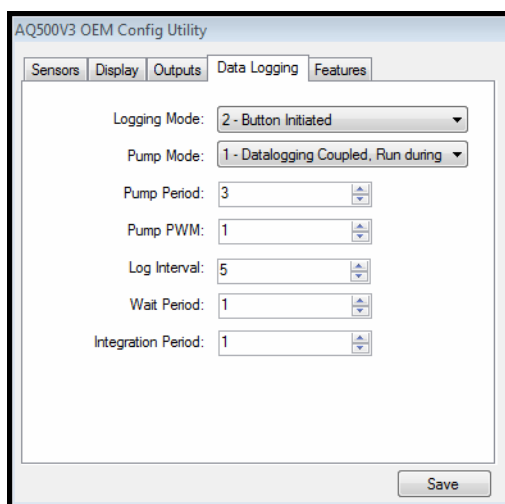 AQ500V3 OEM Config Utility
Sensors Display Outputs Data Logging Features
Logging Mode: 2 - Button Initiated
Pump Mode: 1 - Datalogging Coupled, Run during
Pump Period: 3
Pump PWM: 1
Log Interval: 5
Wait Period: 1
Integration Period: 1
Save